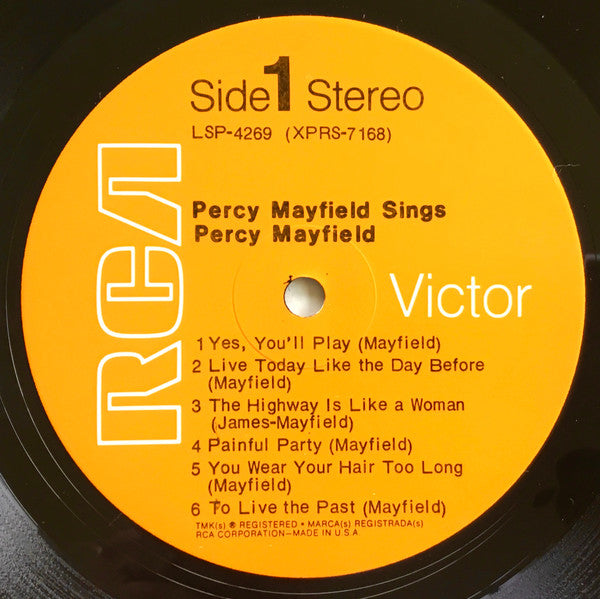 Side 1 Stereo
LSP-4269 (XPRS-7168)
RCA
Percy Mayfield Sings
Percy Mayfield
Victor
1 Yes, You'll Play (Mayfield)
2 Live Today Like the Day Before
(Mayfield)
3 The Highway Is Like a Woman
(James-Mayfield)
4 Painful Party (Mayfield)
5 You Wear Your Hair Too Long
(Mayfield)
6 To Live the Past (Mayfield)
TMK(s) ® REGISTERED • MARCA(s) REGISTRADA(s)
RCA CORPORATION—MADE IN U.S.A.